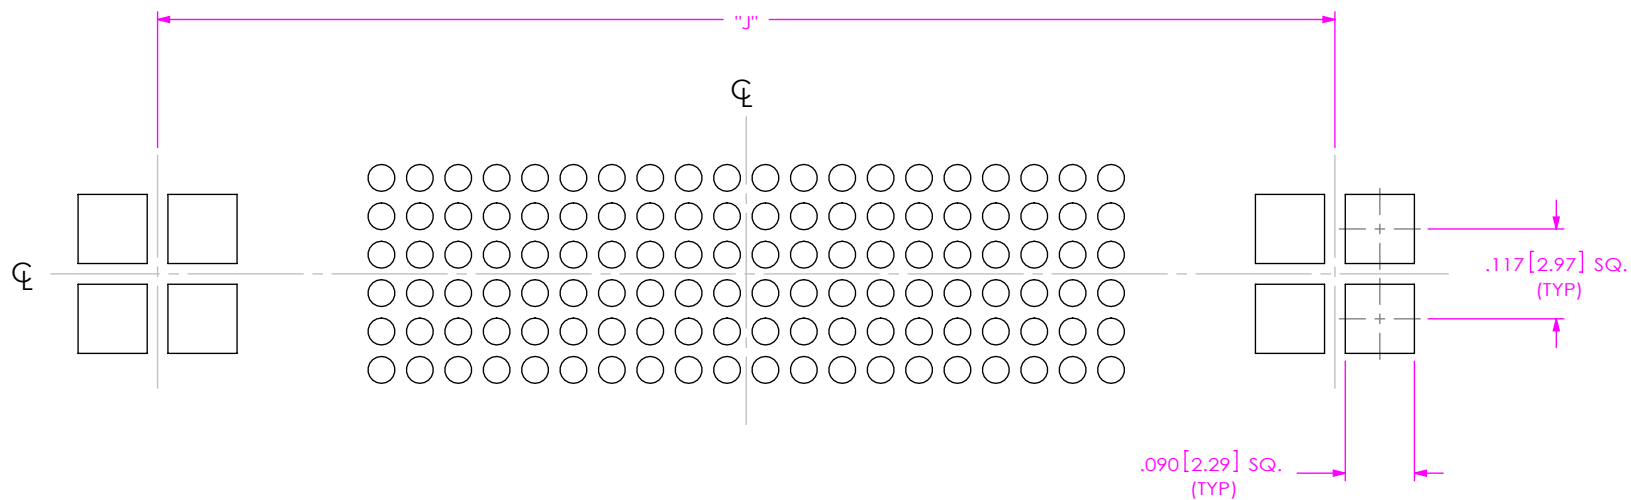 "J"
℄
℄
.117[2.97] SQ.
(TYP)
.090[2.29] SQ.
(TYP)